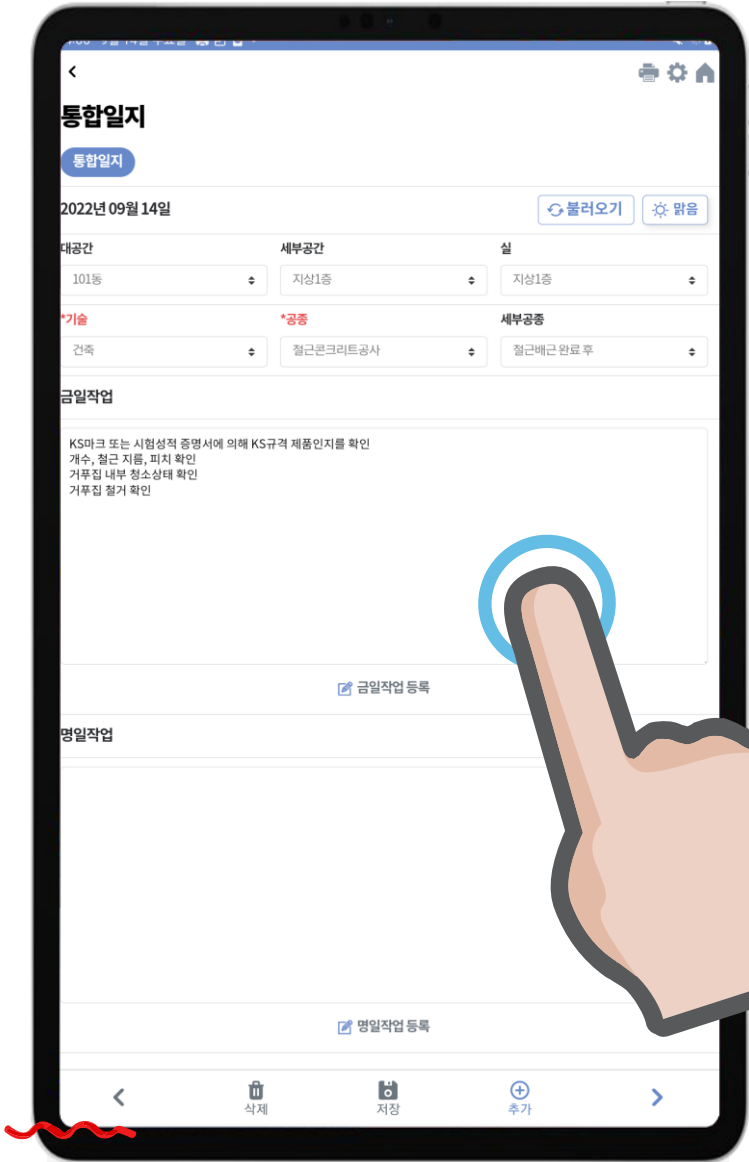 통합일지
통합일지
2022년 09월 14일 불러오기 맑음
대공간 세부공간 실
101동 지상1층 지상1층
*기술 *공종 세부공종
건축 철근콘크리트공사 철근배근 완료 후
금일작업
KS마크 또는 시험성적 증명서에 의해 KS규격 제품인지를 확인
개수, 철근 지름, 피치 확인
거푸집 내부 청소상태 확인
거푸집 철거 확인
금일작업 등록
명일작업
명일작업 등록
삭제 저장 추가